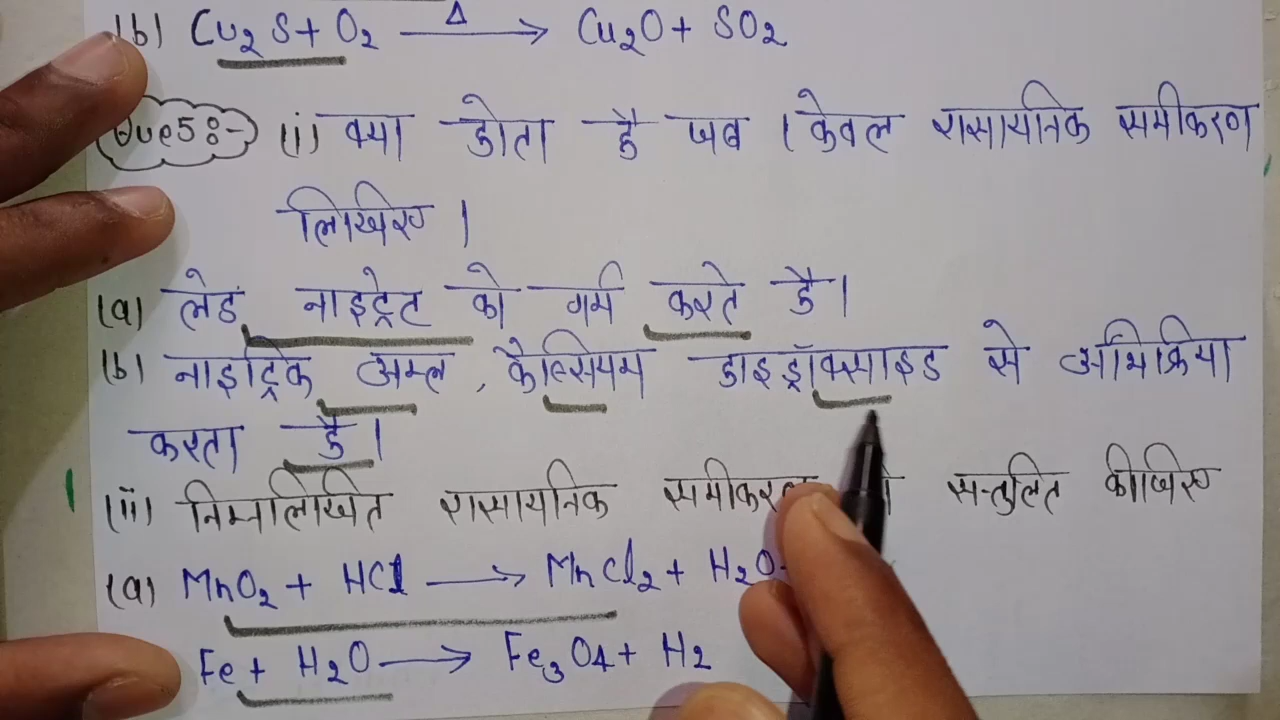 (b) Cu₂S + O₂ —Δ→ Cu₂O + SO₂
Que5:- (i) क्या होता है जब (केवल रासायनिक समीकरण
लिखिए।
(a) लेड नाइट्रेट को गर्म करते है।
(b) नाइट्रिक अम्ल, कैल्सियम हाइड्रॉक्साइड से अभिक्रिया
करता है।
(ii) निम्नलिखित रासायनिक समीकरण सन्तुलित कीजिए
(a) MnO₂ + HCl → MnCl₂ + H₂O
Fe + H₂O → Fe₃O₄ + H₂